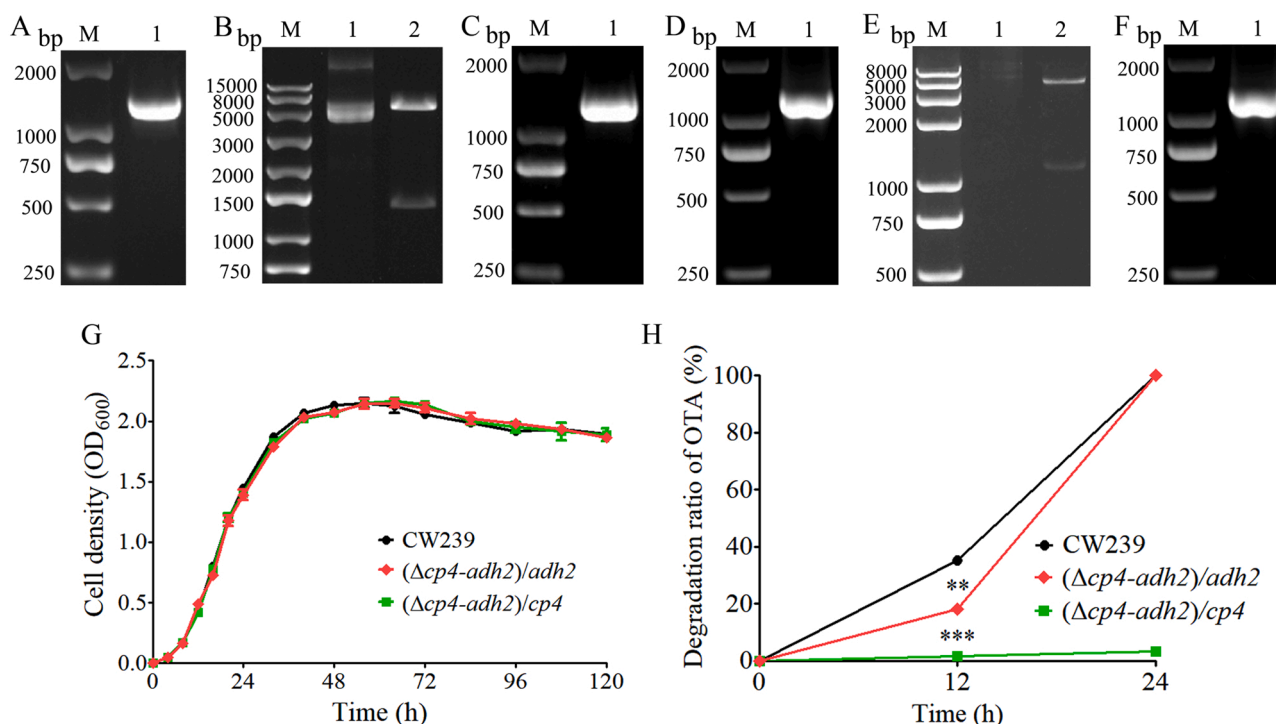 A bp M 1
2000
1000
750
500
250
B bp M 1 2
15000
8000
5000
3000
2000
1500
1000
750
C bp M 1
2000
1000
750
500
250
D bp M 1
2000
1000
750
500
250
E bp M 1 2
8000
5000
3000
2000
1000
750
500
F bp M 1
2000
1000
750
500
250
G
Cell density (OD600)
2.5
2.0
1.5
1.0
0.5
0.0
CW239
(Δcp4-adh2)/adh2
(Δcp4-adh2)/cp4
0 24 48 72 96 120
Time (h)
H
Degradation ratio of OTA (%)
100
80
60
40
20
0
**
***
CW239
(Δcp4-adh2)/adh2
(Δcp4-adh2)/cp4
0 12 24
Time (h)